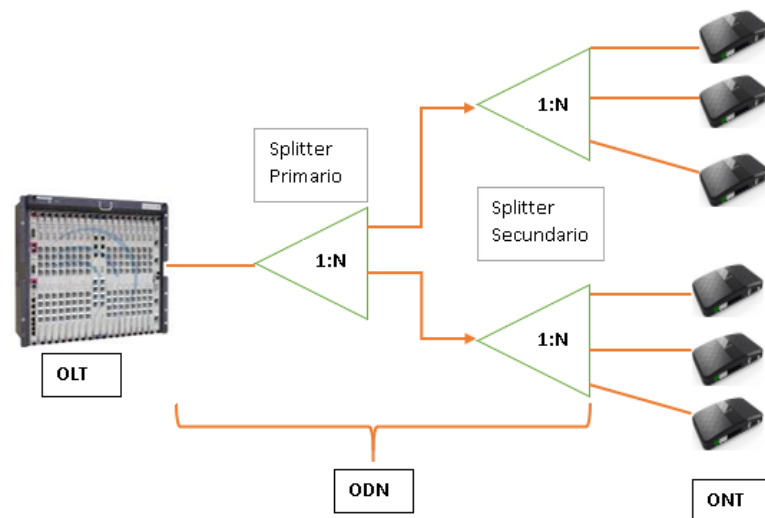 1:N
Splitter
Primario
1:N
Splitter
Secundario
1:N
OLT
ODN
ONT